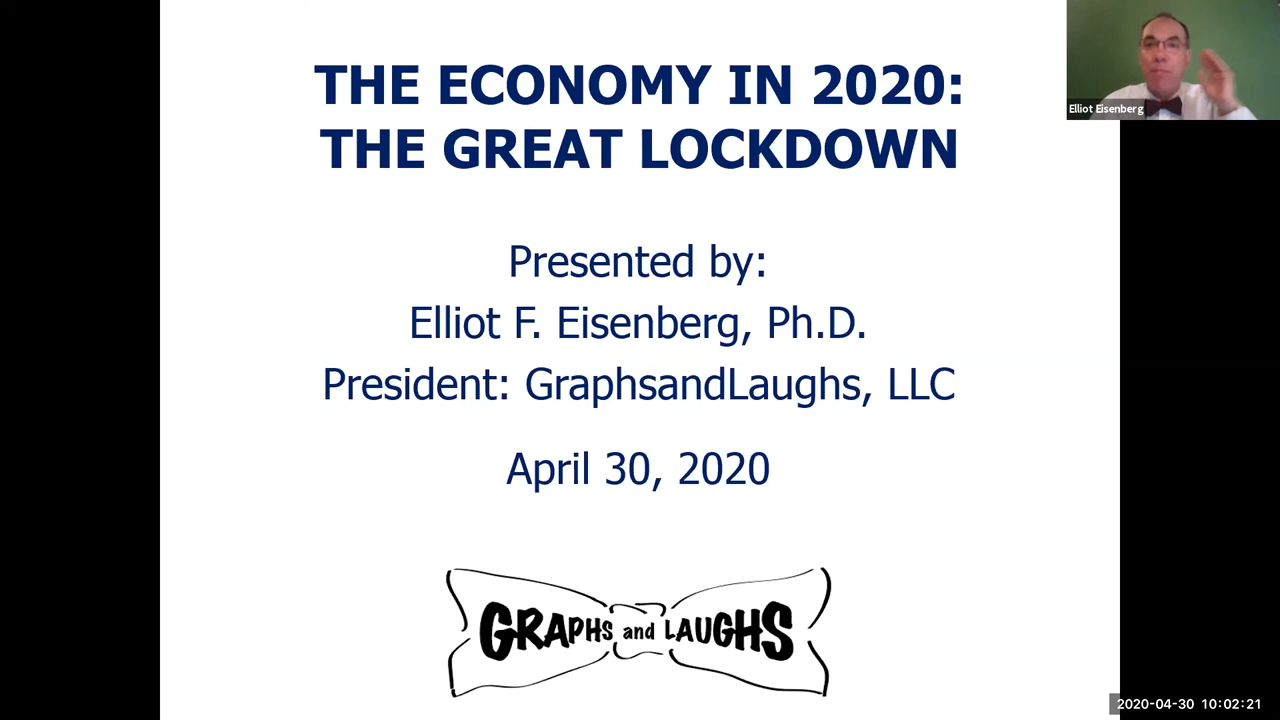 THE ECONOMY IN 2020:
THE GREAT LOCKDOWN
Elliot Eisenberg
Presented by:
Elliot F. Eisenberg, Ph.D.
President: GraphsandLaughs, LLC
April 30, 2020
GRAPHS and LAUGHS
2020-04-30 10:02:21